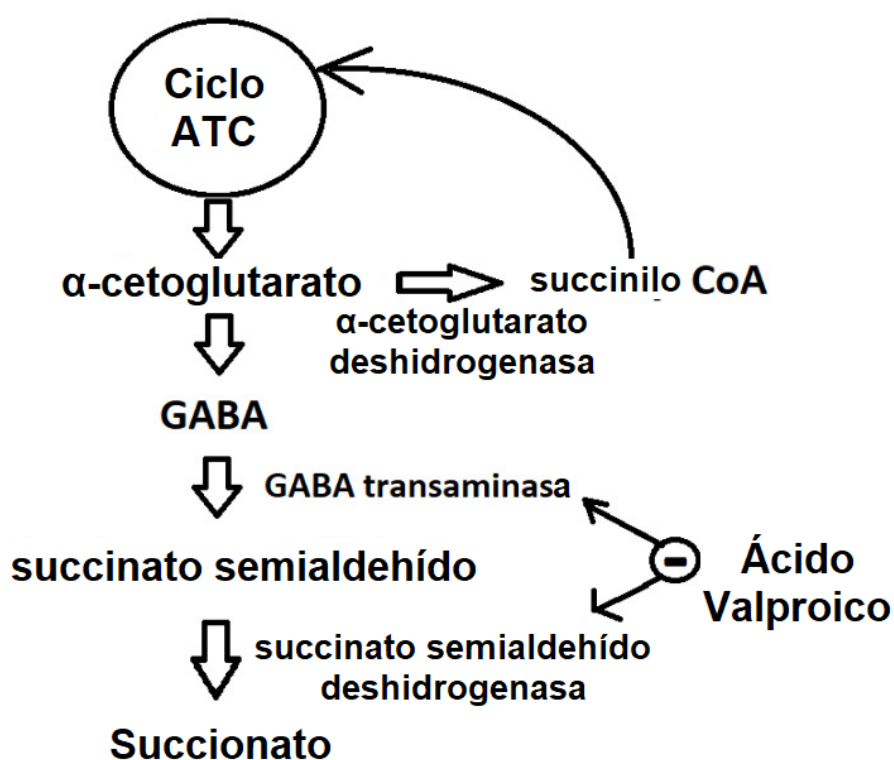 Ciclo
ATC
α-cetoglutarato
succinilo CoA
α-cetoglutarato
deshidrogenasa
GABA
GABA transaminasa
succinato semialdehído
-
Ácido
Valproico
succinato semialdehído
deshidrogenasa
Succionato